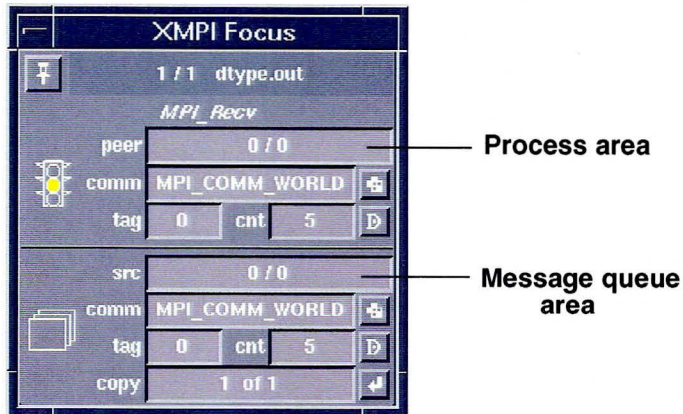 XMPI Focus
1 / 1 dtype.out
MPI_Recv
peer 0 / 0
Process area
comm MPI_COMM_WORLD
tag 0 cnt 5 D
src 0 / 0
Message queue
area
comm MPI_COMM_WORLD
tag 0 cnt 5 D
copy 1 of 1